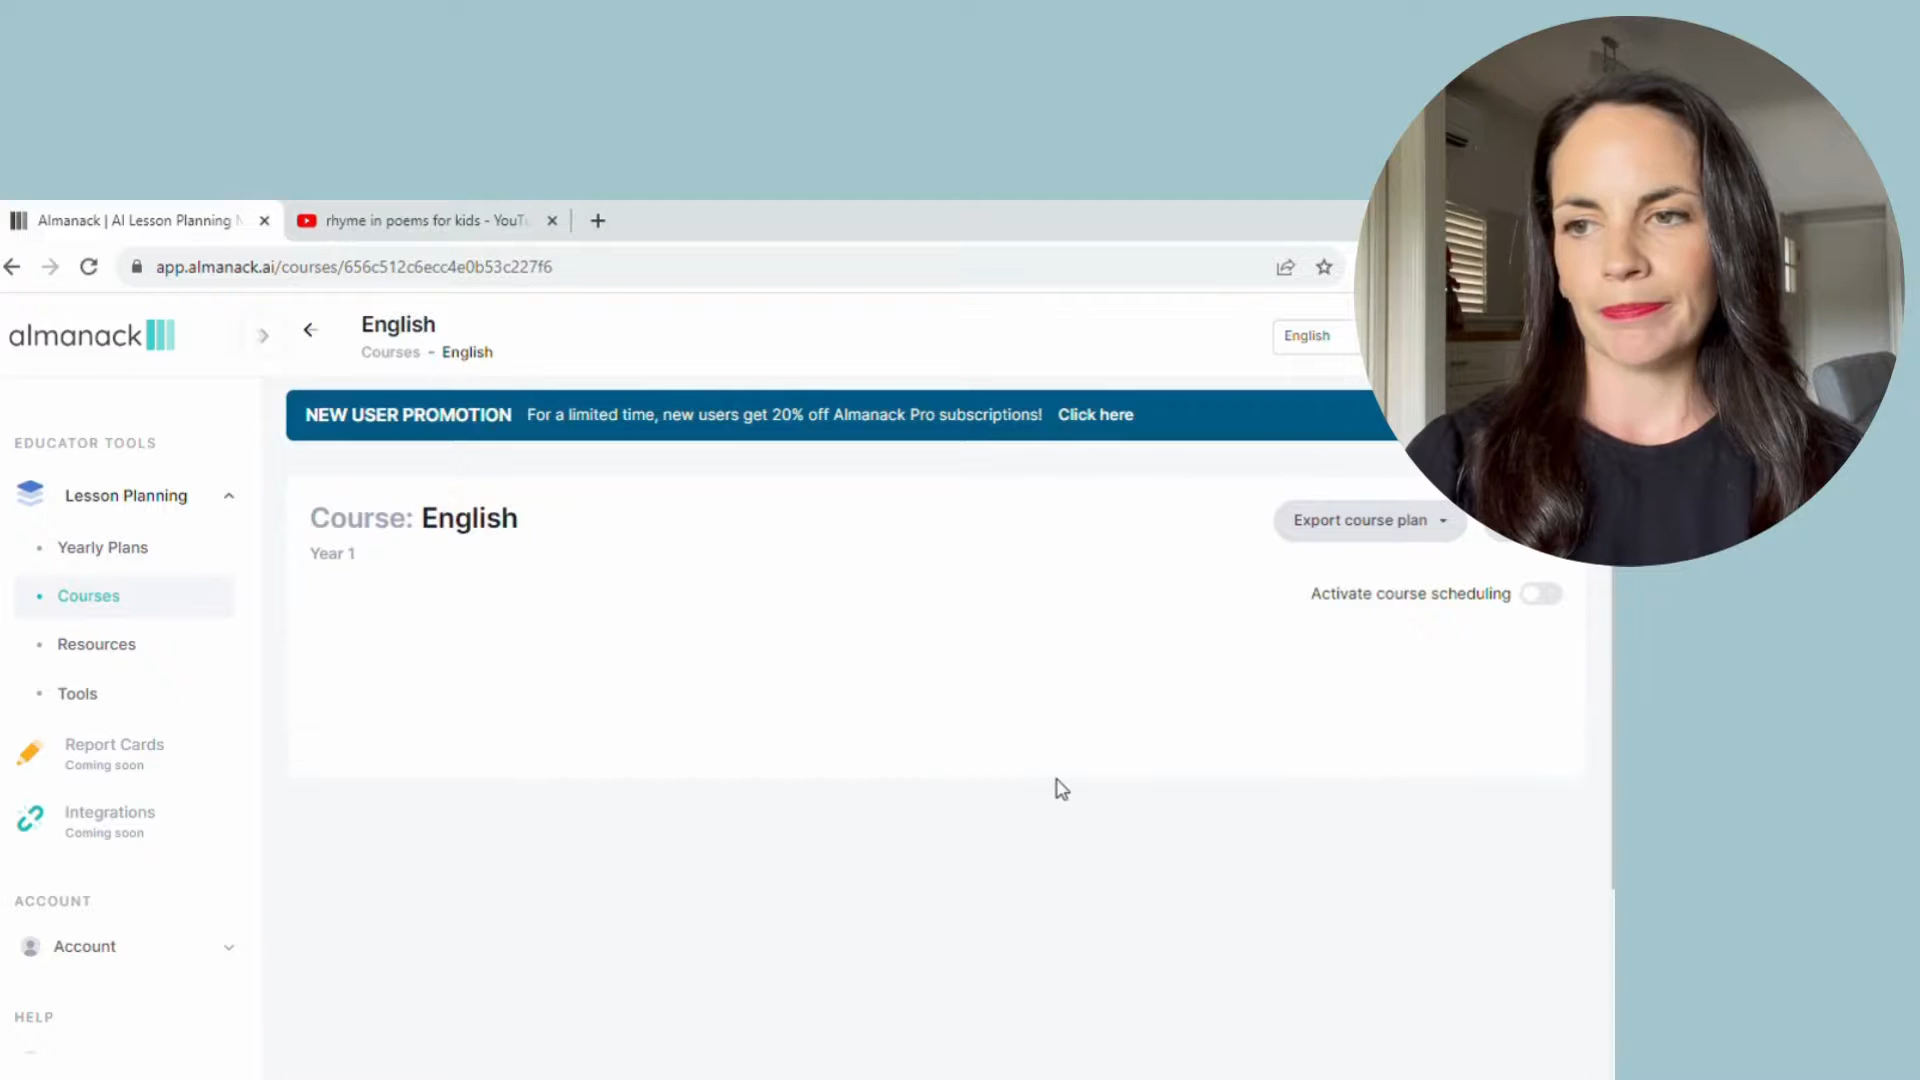 Almanack | AI Lesson Planning
rhyme in poems for kids - YouTu
app.almanack.ai/courses/656c512c6ecc4e0b53c227f6
almanack
English
Courses - English
English
NEW USER PROMOTION For a limited time, new users get 20% off Almanack Pro subscriptions! Click here
EDUCATOR TOOLS
Lesson Planning
Yearly Plans
Courses
Resources
Tools
Report Cards
Coming soon
Integrations
Coming soon
ACCOUNT
Account
HELP
Course: English
Year 1
Export course plan
Activate course scheduling